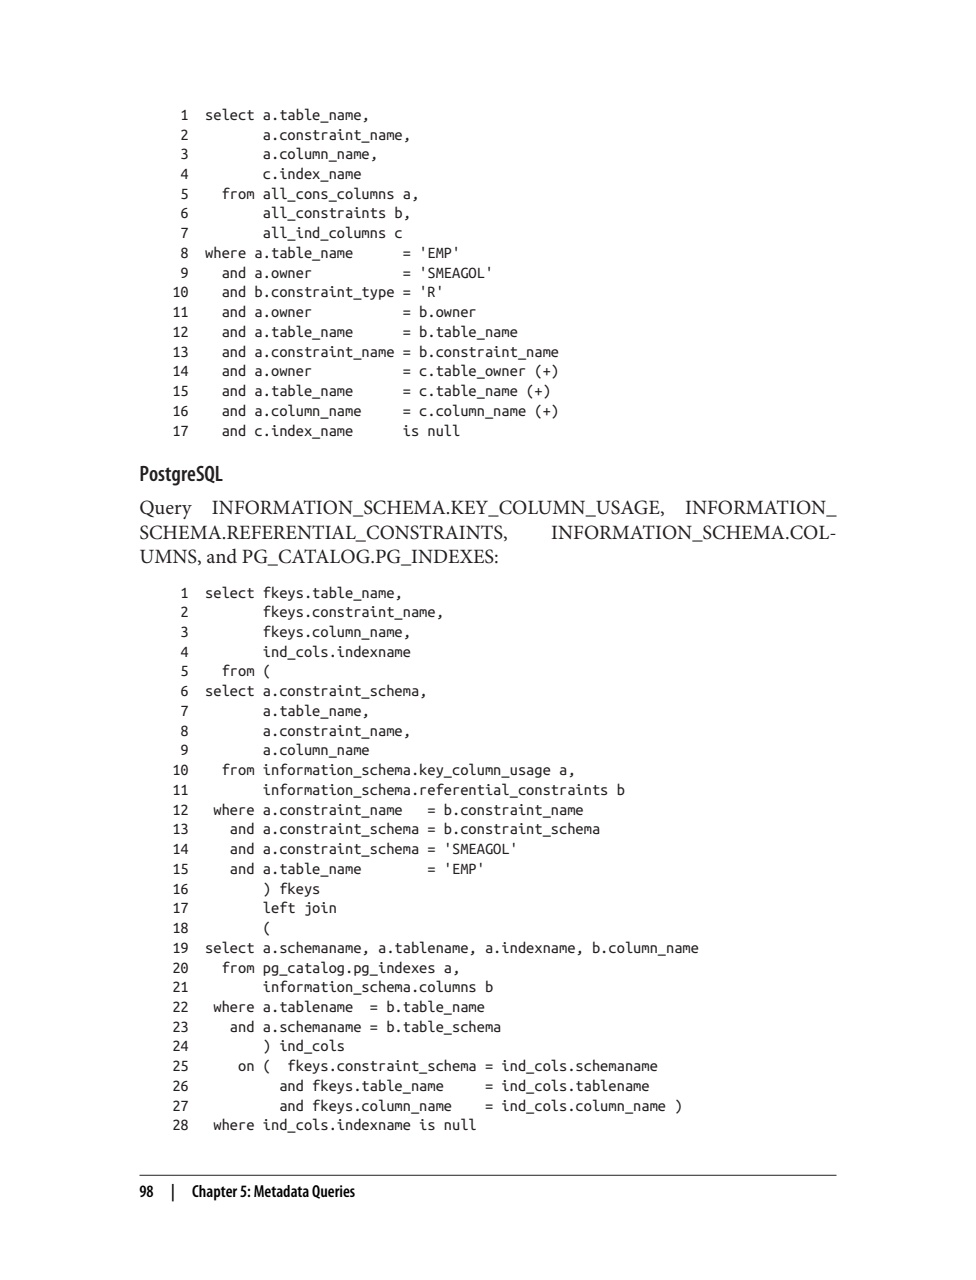 1  select a.table_name,
2         a.constraint_name,
3         a.column_name,
4         c.index_name
5    from all_cons_columns a,
6         all_constraints b,
7         all_ind_columns c
8  where a.table_name      = 'EMP'
9    and a.owner           = 'SMEAGOL'
10    and b.constraint_type = 'R'
11    and a.owner           = b.owner
12    and a.table_name      = b.table_name
13    and a.constraint_name = b.constraint_name
14    and a.owner           = c.table_owner (+)
15    and a.table_name      = c.table_name (+)
16    and a.column_name     = c.column_name (+)
17    and c.index_name      is null
PostgreSQL
Query INFORMATION_SCHEMA.KEY_COLUMN_USAGE, INFORMATION_
SCHEMA.REFERENTIAL_CONSTRAINTS, INFORMATION_SCHEMA.COL-
UMNS, and PG_CATALOG.PG_INDEXES:
1  select fkeys.table_name,
2         fkeys.constraint_name,
3         fkeys.column_name,
4         ind_cols.indexname
5    from (
6  select a.constraint_schema,
7         a.table_name,
8         a.constraint_name,
9         a.column_name
10    from information_schema.key_column_usage a,
11         information_schema.referential_constraints b
12   where a.constraint_name   = b.constraint_name
13     and a.constraint_schema = b.constraint_schema
14     and a.constraint_schema = 'SMEAGOL'
15     and a.table_name        = 'EMP'
16         ) fkeys
17         left join
18         (
19  select a.schemaname, a.tablename, a.indexname, b.column_name
20    from pg_catalog.pg_indexes a,
21         information_schema.columns b
22   where a.tablename  = b.table_name
23     and a.schemaname = b.table_schema
24         ) ind_cols
25      on (  fkeys.constraint_schema = ind_cols.schemaname
26           and fkeys.table_name     = ind_cols.tablename
27           and fkeys.column_name    = ind_cols.column_name )
28   where ind_cols.indexname is null
98 | Chapter 5: Metadata Queries